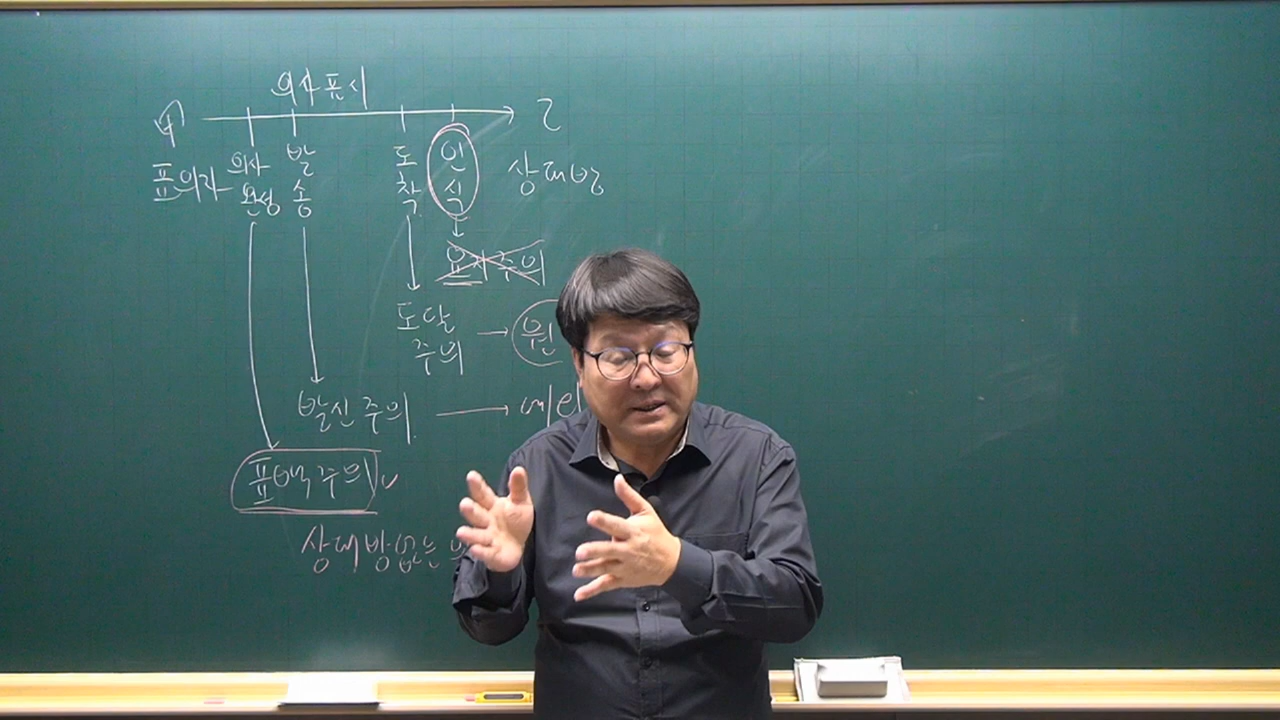 의사표시
甲 乙
표의자 의사완성 발송 도착 인식 상대방
요지주의
도달주의 → 원
발신주의 → 예외
표백주의
상대방없는